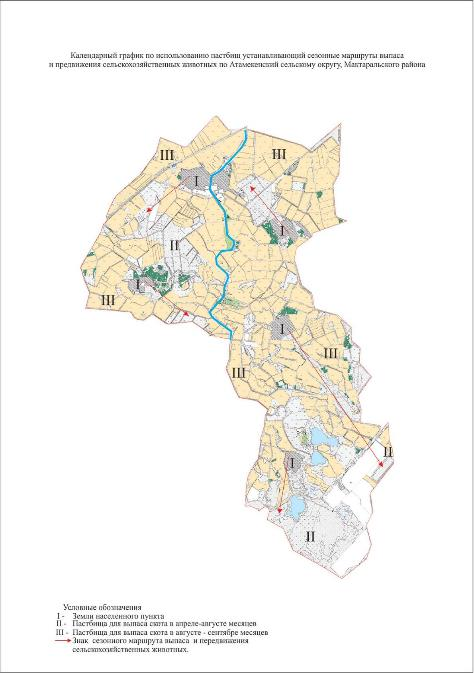 Календарный график по использованию пастбищ устанавливающий сезонные маршруты выпаса
и предвижения сельскохозяйственных животных по Атамекенский сельскому округу, Мактаральского района
III
III
I
I
II
I
III
I
III
III
II
I
II
Условные обозначения
I - Земли населенного пункта
II - Пастбища для выпаса скота в апреле-августе месяцев
III - Пастбища для выпаса скота в августе - сентябре месяцев
Знак сезонного маршрута выпаса и передвижения
сельскохозяйственных животных.